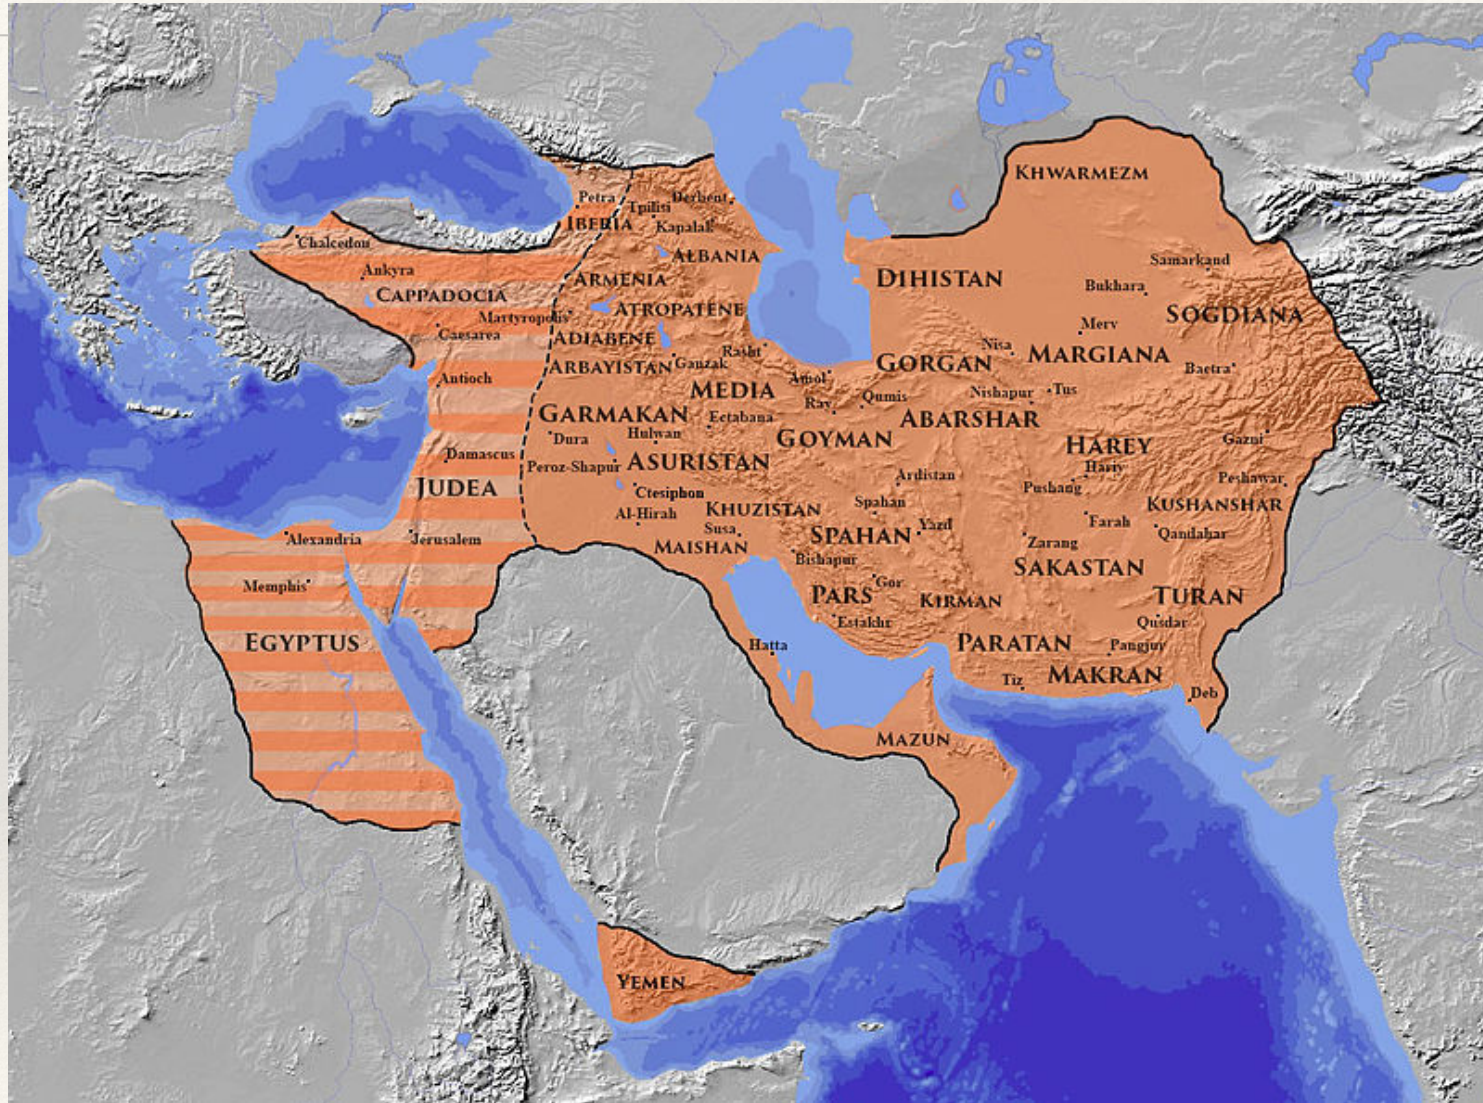 KHWARMEZM
Petra
Tpilisi
Derbent
IBERIA
Kapalak
Chalcedon
ALBANIA
Samarkand
Ankyra
ARMENIA
DIHISTAN
Bukhara
CAPPADOCIA
ATROPATENE
SOGDIANA
Martyropolis
Caesarea
ADIABENE
Merv
Rasht
Nisa
MARGIANA
ARBAYISTAN
Ganzak
GORGAN
Bactra
Antioch
MEDIA
Amol
Nishapur
Tus
Ray
Qumis
GARMAKAN
Ectabana
ABARSHAR
Dura
Hulwan
GOYMAN
HAREY
Gazni
Damascus
Peroz-Shapur
ASURISTAN
Hariy
Ardistan
Pushang
Peshawar
JUDEA
Ctesiphon
Spahan
KUSHANSHAR
Al-Hirah
KHUZISTAN
Farah
Susa
SPAHAN
Yazd
Qandahar
Alexandria
Jerusalem
MAISHAN
Zarang
Bishapur
SAKASTAN
Memphis
Gor
PARS
KIRMAN
TURAN
Estakhr
Qusdar
EGYPTUS
Hatta
PARATAN
Pangjur
Tiz
MAKRAN
Deb
MAZUN
YEMEN